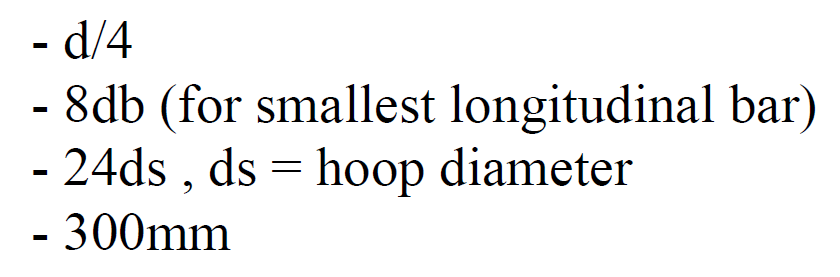 - d/4
- 8db (for smallest longitudinal bar)
- 24ds , ds = hoop diameter
- 300mm